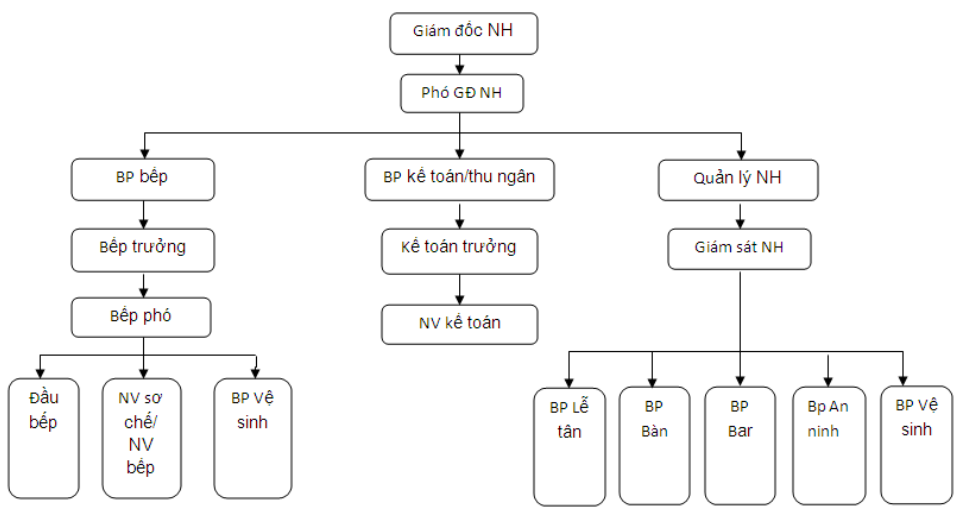 Giám đốc NH
Phó GĐ NH
BP bếp
BP kế toán/thu ngân
Quản lý NH
Bếp trưởng
Kế toán trưởng
Giám sát NH
Bếp phó
NV kế toán
Đầu
bếp
NV sơ
chế/
NV
bếp
BP Vệ
sinh
BP Lễ
tân
BP
Bàn
BP
Bar
Bp An
ninh
BP Vệ
sinh